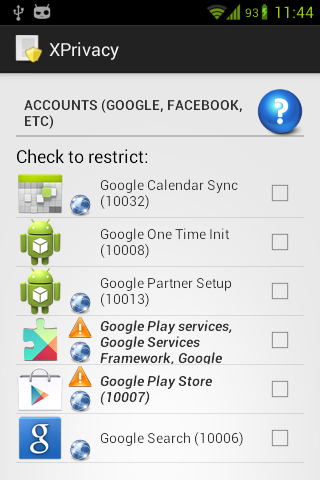 93 11:44
XPrivacy
ACCOUNTS (GOOGLE, FACEBOOK,
ETC)
?
Check to restrict:
Google Calendar Sync
(10032)
Google One Time Init
(10008)
Google Partner Setup
(10013)
Google Play services,
Google Services
Framework, Google
Google Play Store
(10007)
g
Google Search (10006)